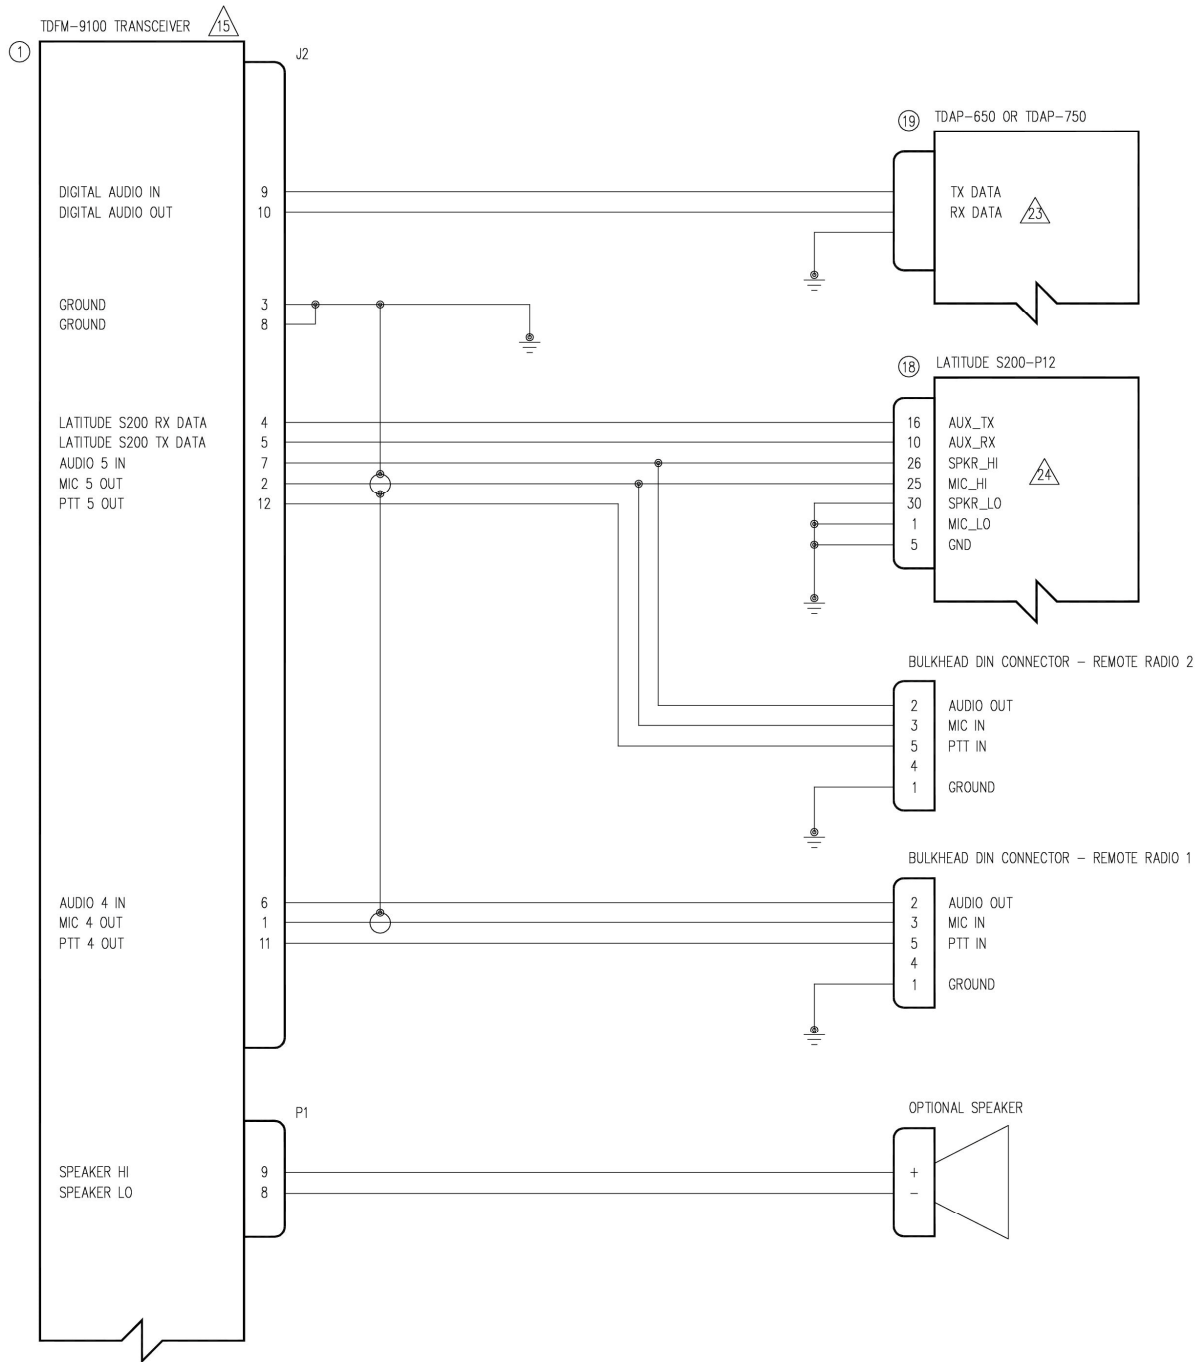 TDFM-9100 TRANSCEIVER 15
1
J2
19 TDAP-650 OR TDAP-750
DIGITAL AUDIO IN 9 TX DATA
DIGITAL AUDIO OUT 10 RX DATA 23
GROUND 3
GROUND 8
18 LATITUDE S200-P12
LATITUDE S200 RX DATA 4 16 AUX_TX
LATITUDE S200 TX DATA 5 10 AUX_RX
AUDIO 5 IN 7 26 SPKR_HI
24
MIC 5 OUT 2 25 MIC_HI
PTT 5 OUT 12 30 SPKR_LO
1 MIC_LO
5 GND
BULKHEAD DIN CONNECTOR - REMOTE RADIO 2
2 AUDIO OUT
3 MIC IN
5 PTT IN
4
1 GROUND
BULKHEAD DIN CONNECTOR - REMOTE RADIO 1
AUDIO 4 IN 6 2 AUDIO OUT
MIC 4 OUT 1 3 MIC IN
PTT 4 OUT 11 5 PTT IN
4
1 GROUND
P1
OPTIONAL SPEAKER
SPEAKER HI 9 +
SPEAKER LO 8 -